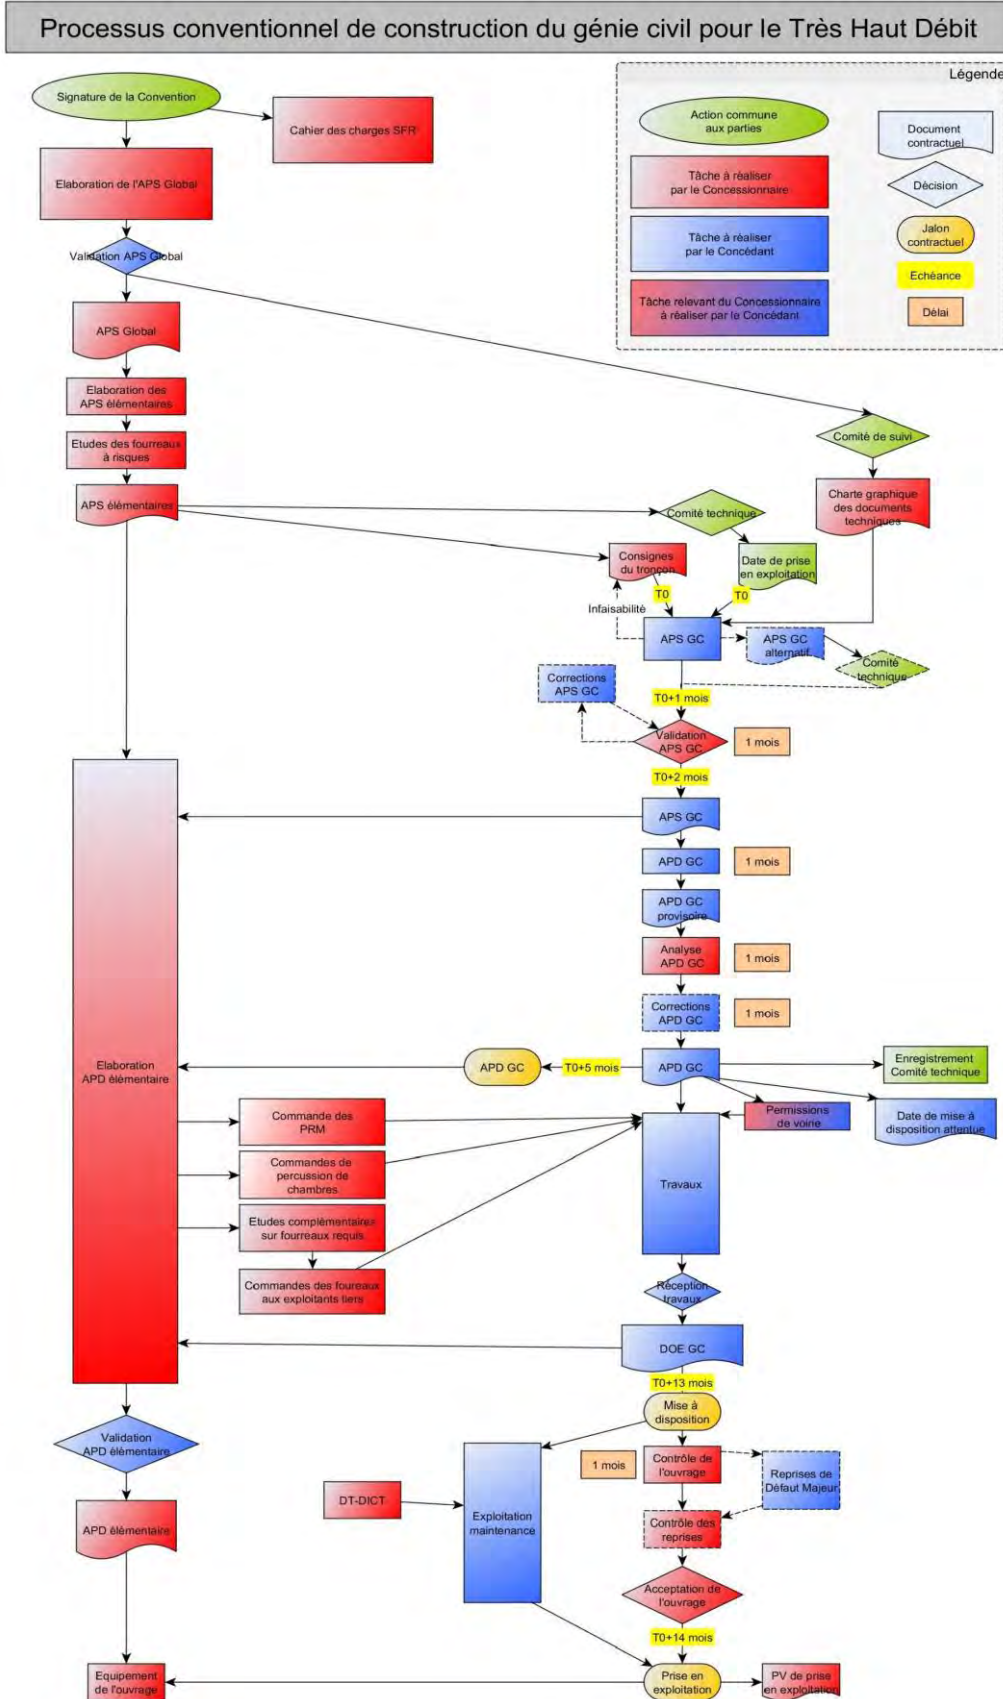 Processus conventionnel de construction du génie civil pour le Très Haut Débit
Légende
Action commune
aux parties
Document
contractuel
Tâche à réaliser
par le Concessionnaire
Décision
Tâche à réaliser
par le Concédant
Jalon
contractuel
Echéance
Tâche relevant du Concessionnaire
à réaliser par le Concédant
Délai
Signature de la Convention
Cahier des charges SFR
Elaboration de l'APS Global
Validation APS Global
APS Global
Elaboration des
APS élémentaires
Etudes des fourreaux
à risques
APS élémentaires
Comité de suivi
Charte graphique
des documents
techniques
Comité technique
Consignes
du tronçon
Date de prise
en exploitation
T0
T0
Infaisabilité
APS GC
APS GC
alternatif
Comité
technique
Corrections
APS GC
T0+1 mois
Validation
APS GC
1 mois
T0+2 mois
APS GC
APD GC
1 mois
APD GC
provisoire
Analyse
APD GC
1 mois
Corrections
APD GC
1 mois
Elaboration
APD élémentaire
APD GC
T0+5 mois
APD GC
Enregistrement
Comité technique
Permissions
de voirie
Date de mise à
disposition attentue
Commande des
PRM
Commandes de
percussion de
chambres
Etudes complémentaires
sur fourreaux requis
Commandes des foureaux
aux exploitants tiers
Travaux
Réception
travaux
DOE GC
T0+13 mois
Mise à
disposition
Validation
APD élémentaire
1 mois
Contrôle de
l'ouvrage
Reprises de
Défaut Majeur
DT-DICT
Exploitation
maintenance
Contrôle des
reprises
APD élémentaire
Acceptation de
l'ouvrage
T0+14 mois
Equipement
de l'ouvrage
Prise en
exploitation
PV de prise
en exploitation